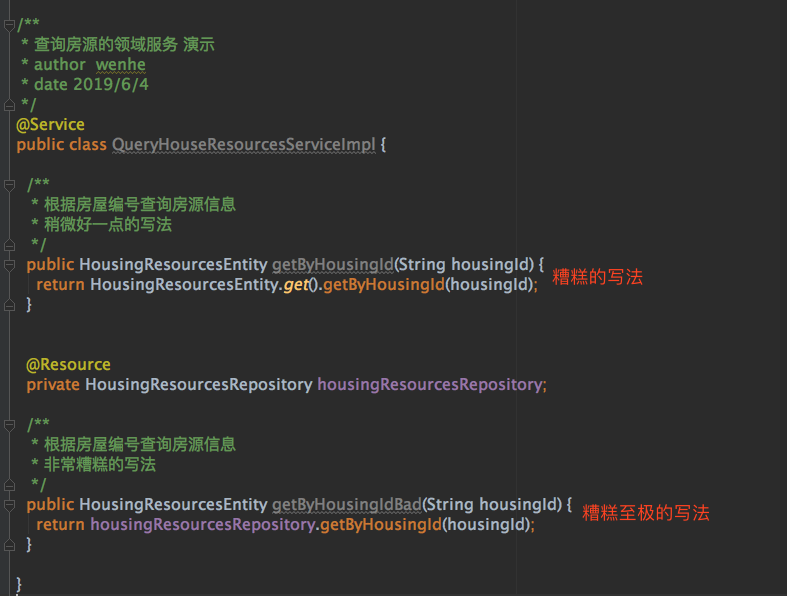 /**
 * 查询房源的领域服务 演示
 * author  wenhe
 * date 2019/6/4
 */
@Service
public class QueryHouseResourcesServiceImpl {
/**
 * 根据房屋编号查询房源信息
 * 稍微好一点的写法
 */
public HousingResourcesEntity getByHousingId(String housingId) { 糟糕的写法
return HousingResourcesEntity.get().getByHousingId(housingId);
}
@Resource
private HousingResourcesRepository housingResourcesRepository;
/**
 * 根据房屋编号查询房源信息
 * 非常糟糕的写法
 */
public HousingResourcesEntity getByHousingIdBad(String housingId) { 糟糕至极的写法
return housingResourcesRepository.getByHousingId(housingId);
}
}